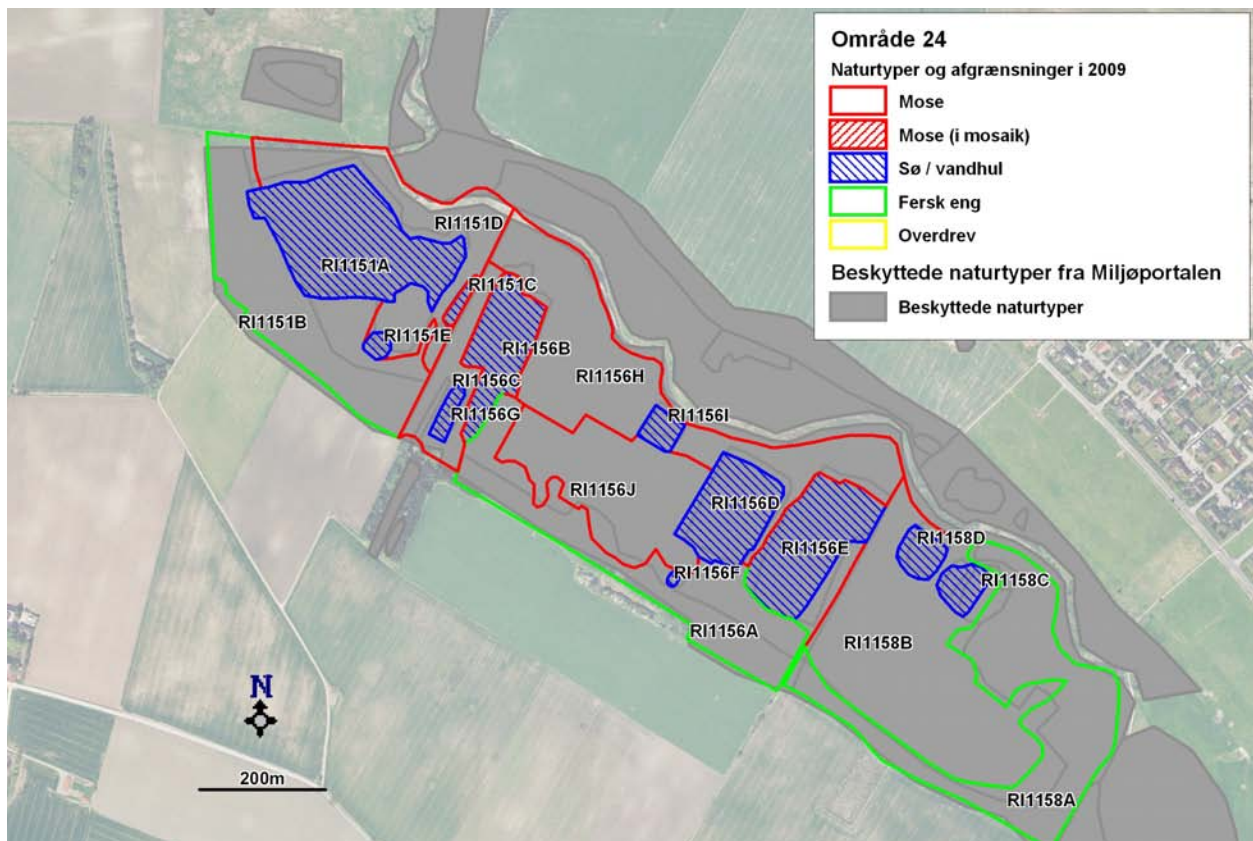 Område 24
Naturtyper og afgrænsninger i 2009
Mose
Mose (i mosaik)
Sø / vandhul
Fersk eng
Overdrev
Beskyttede naturtyper fra Miljøportalen
Beskyttede naturtyper
RI1151D
RI1151A
RI1151C
RI1151B
RI1151E
RI1156B
RI1156H
RI1156C
RI1156G
RI1156I
RI1156J
RI1156D
RI1156E
RI1158D
RI1156F
RI1158C
RI1156A
RI1158B
N
200m
RI1158A